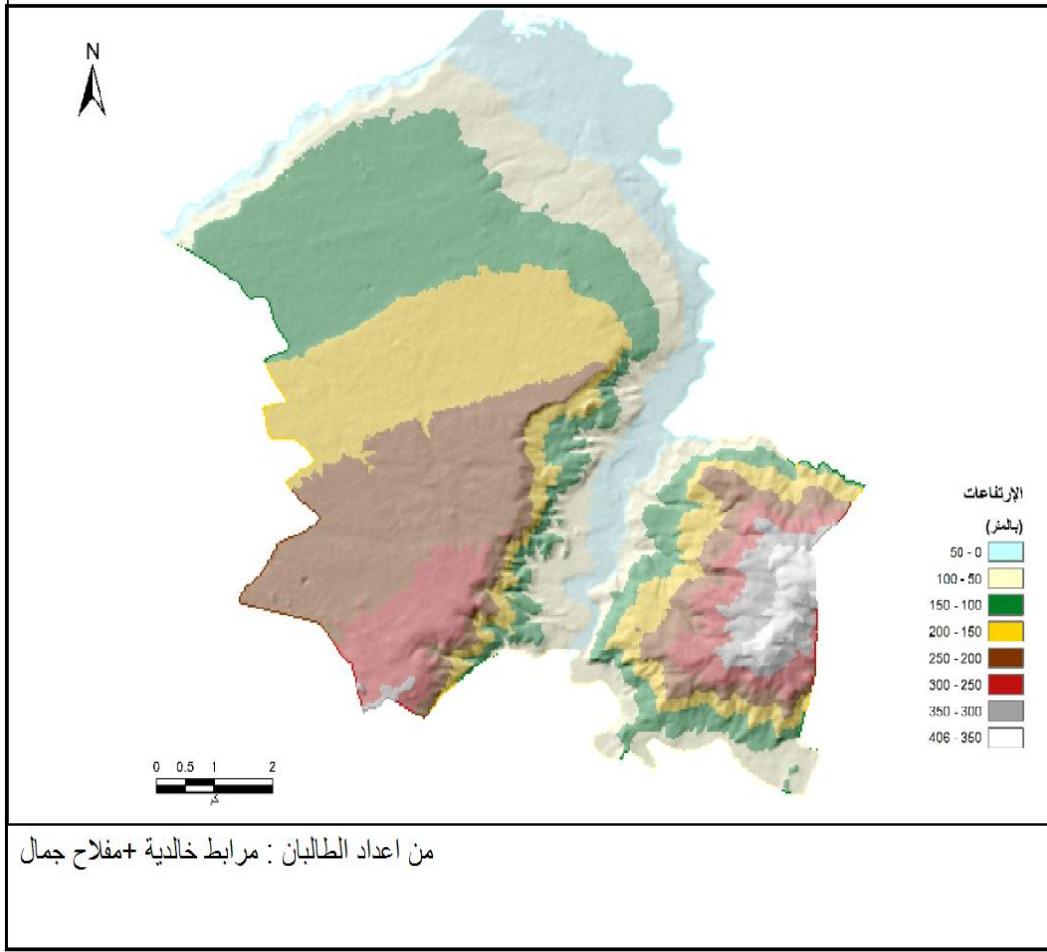 N
الإرتفاعات
(بالمتر)
50 - 0
100 - 50
150 - 100
200 - 150
250 - 200
300 - 250
350 - 300
406 - 350
0 0.5 1 2
كم
من اعداد الطالبان : مرابط خالدية +مفلاح جمال